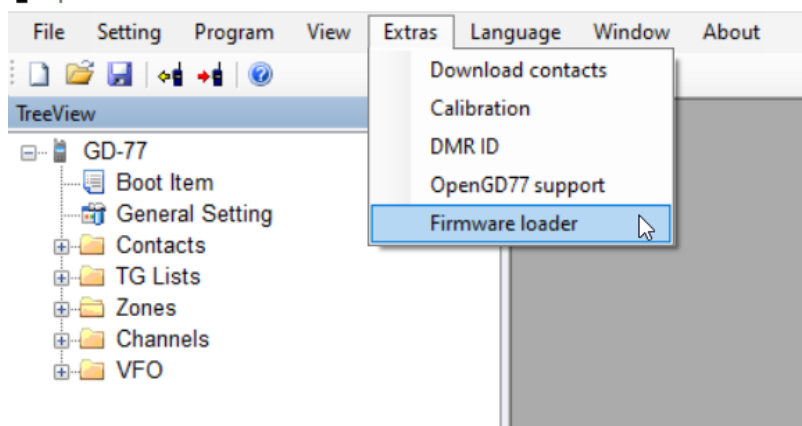 File Setting Program View Extras Language Window About
Download contacts
TreeView
Calibration
GD-77
DMR ID
Boot Item
OpenGD77 support
General Setting
Firmware loader
Contacts
TG Lists
Zones
Channels
VFO